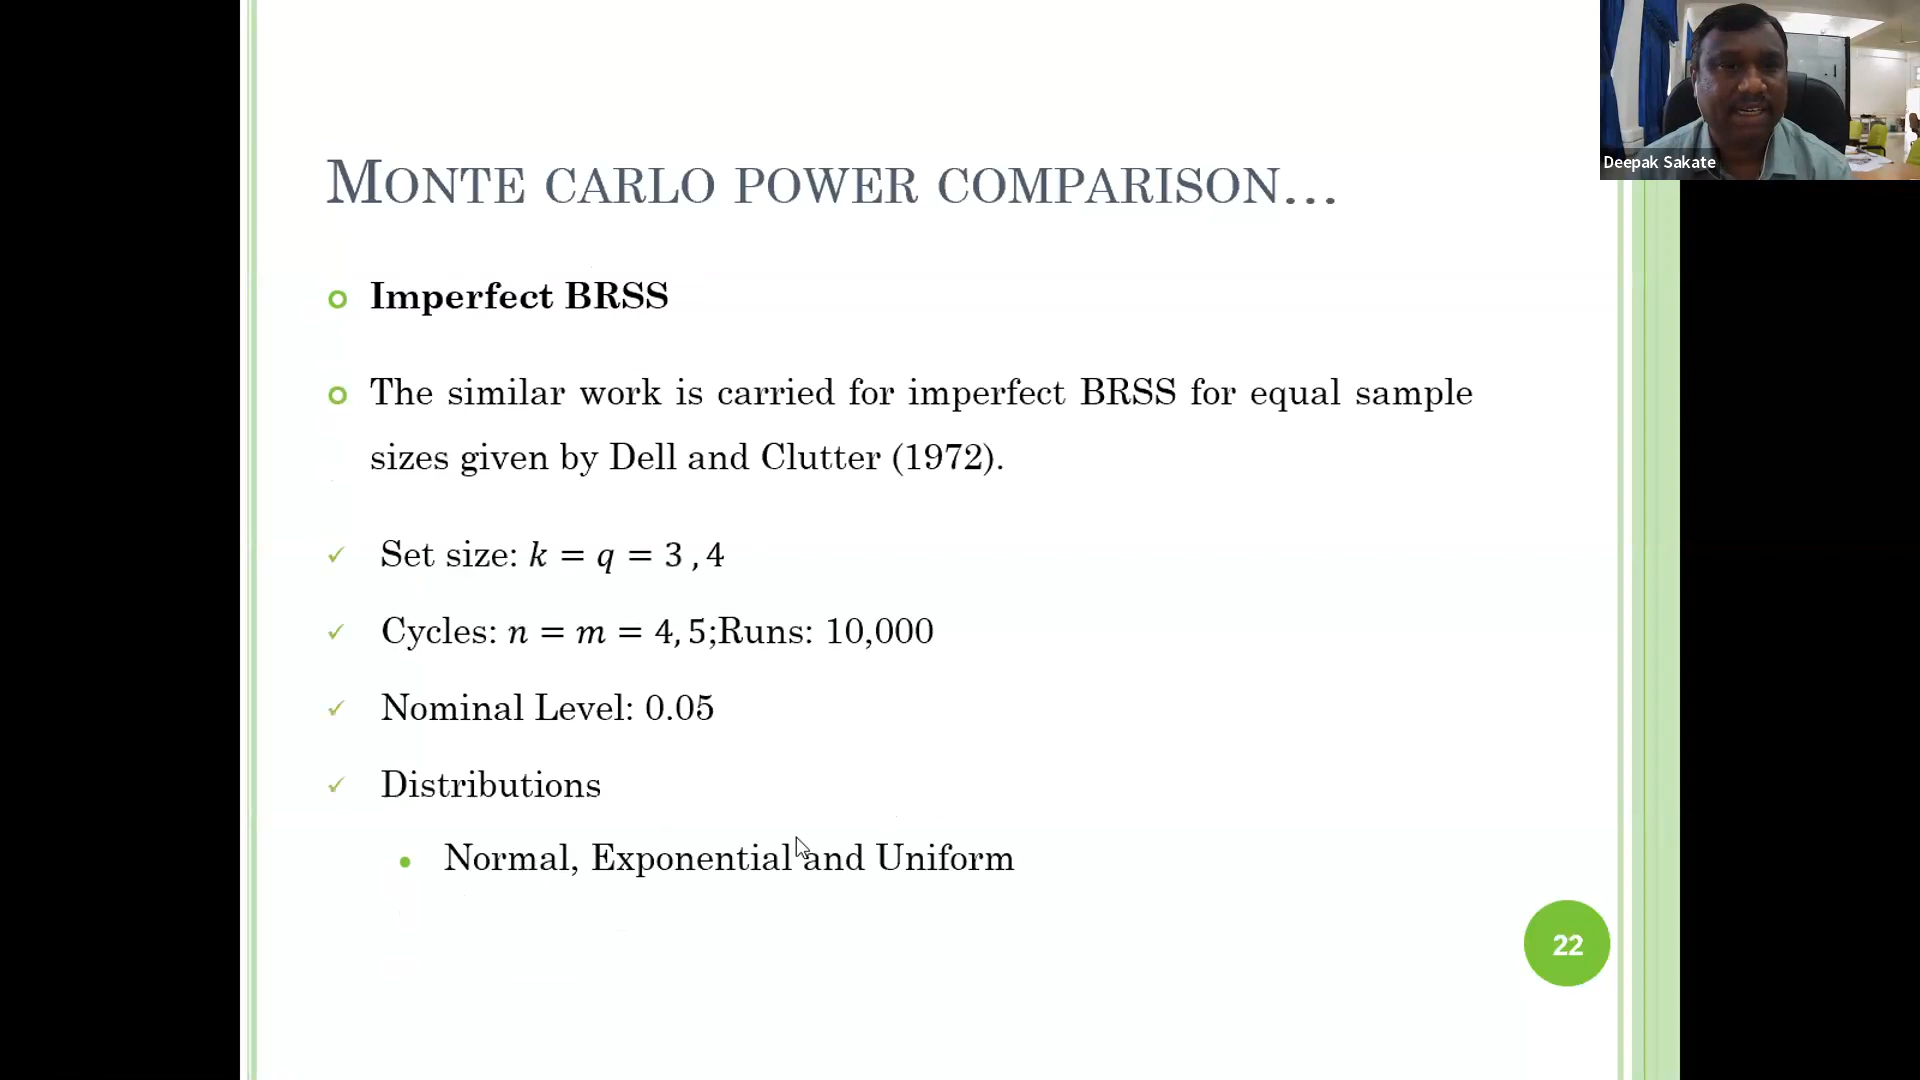 MONTE CARLO POWER COMPARISON...
Imperfect BRSS
The similar work is carried for imperfect BRSS for equal sample
sizes given by Dell and Clutter (1972).
Set size: k = q = 3 , 4
Cycles: n = m = 4, 5;Runs: 10,000
Nominal Level: 0.05
Distributions
Normal, Exponential and Uniform
22
Deepak Sakate